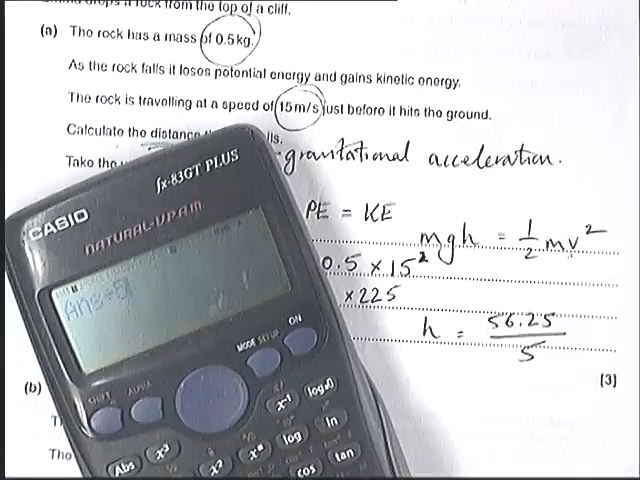 drops a rock from the top of a cliff.
(a) The rock has a mass of 0.5 kg.
As the rock falls it loses potential energy and gains kinetic energy.
The rock is travelling at a speed of 15 m/s just before it hits the ground.
Calculate the distance
Take the
gravitational acceleration.
PE = KE
mgh = 1/2 mv²
0.5 × 15²
× 225
h = 56.25/5
[3]
(b)
CASIO
fx-83GT PLUS
NATURAL-V.P.A.M.
Ans÷5
MODE SETUP ON
SHIFT ALPHA
Abs x³ x² log ln
cos tan